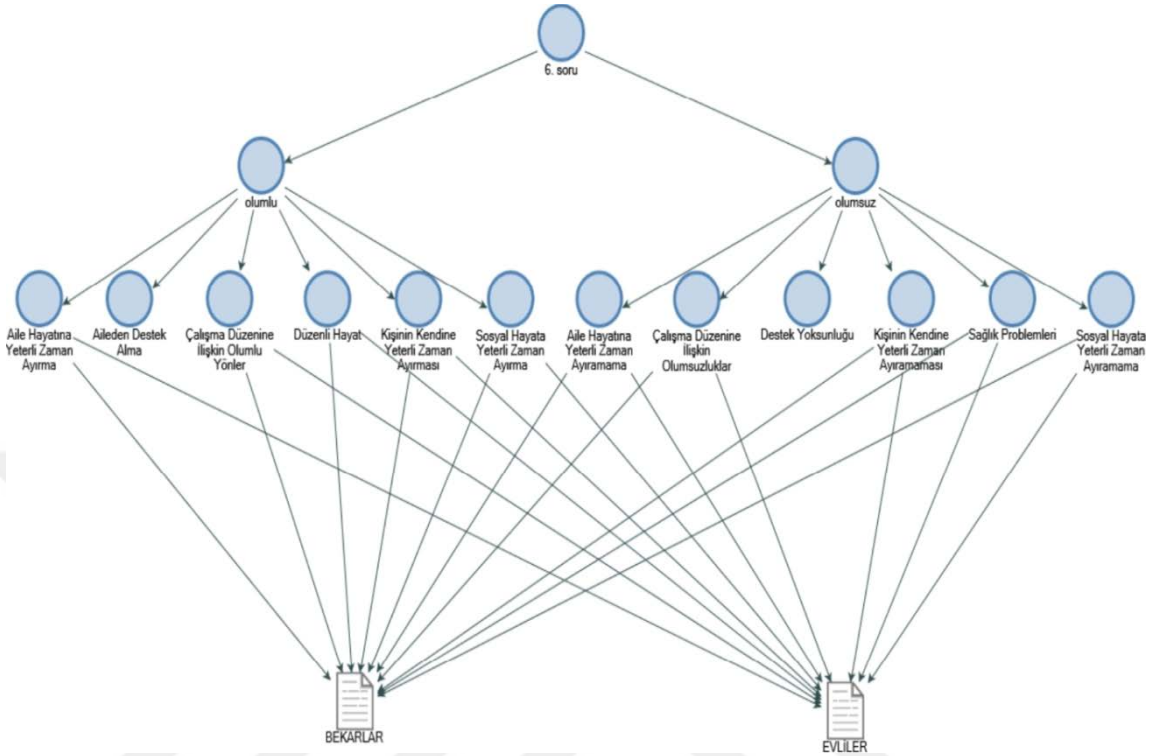 6. soru
olumlu
olumsuz
Aile Hayatına
Yeterli Zaman
Ayırma
Aileden Destek
Alma
Çalışma Düzenine
İlişkin Olumlu
Yönler
Düzenli Hayat
Kişinin Kendine
Yeterli Zaman
Ayırması
Sosyal Hayata
Yeterli Zaman
Ayırma
Aile Hayatına
Yeterli Zaman
Ayıramama
Çalışma Düzenine
İlişkin
Olumsuzluklar
Destek Yoksunluğu
Kişinin Kendine
Yeterli Zaman
Ayıramaması
Sağlık Problemleri
Sosyal Hayata
Yeterli Zaman
Ayıramama
BEKARLAR
EVLİLER